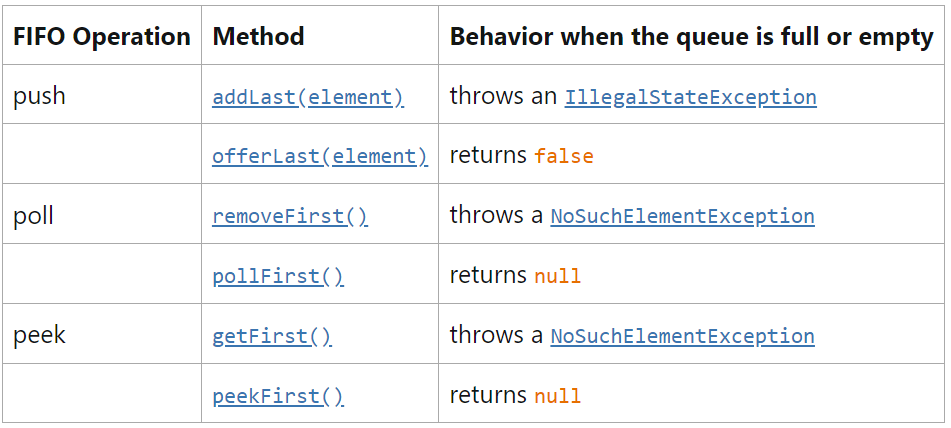 FIFO Operation Method Behavior when the queue is full or empty
push addLast(element) throws an IllegalStateException
offerLast(element) returns false
poll removeFirst() throws a NoSuchElementException
pollFirst() returns null
peek getFirst() throws a NoSuchElementException
peekFirst() returns null